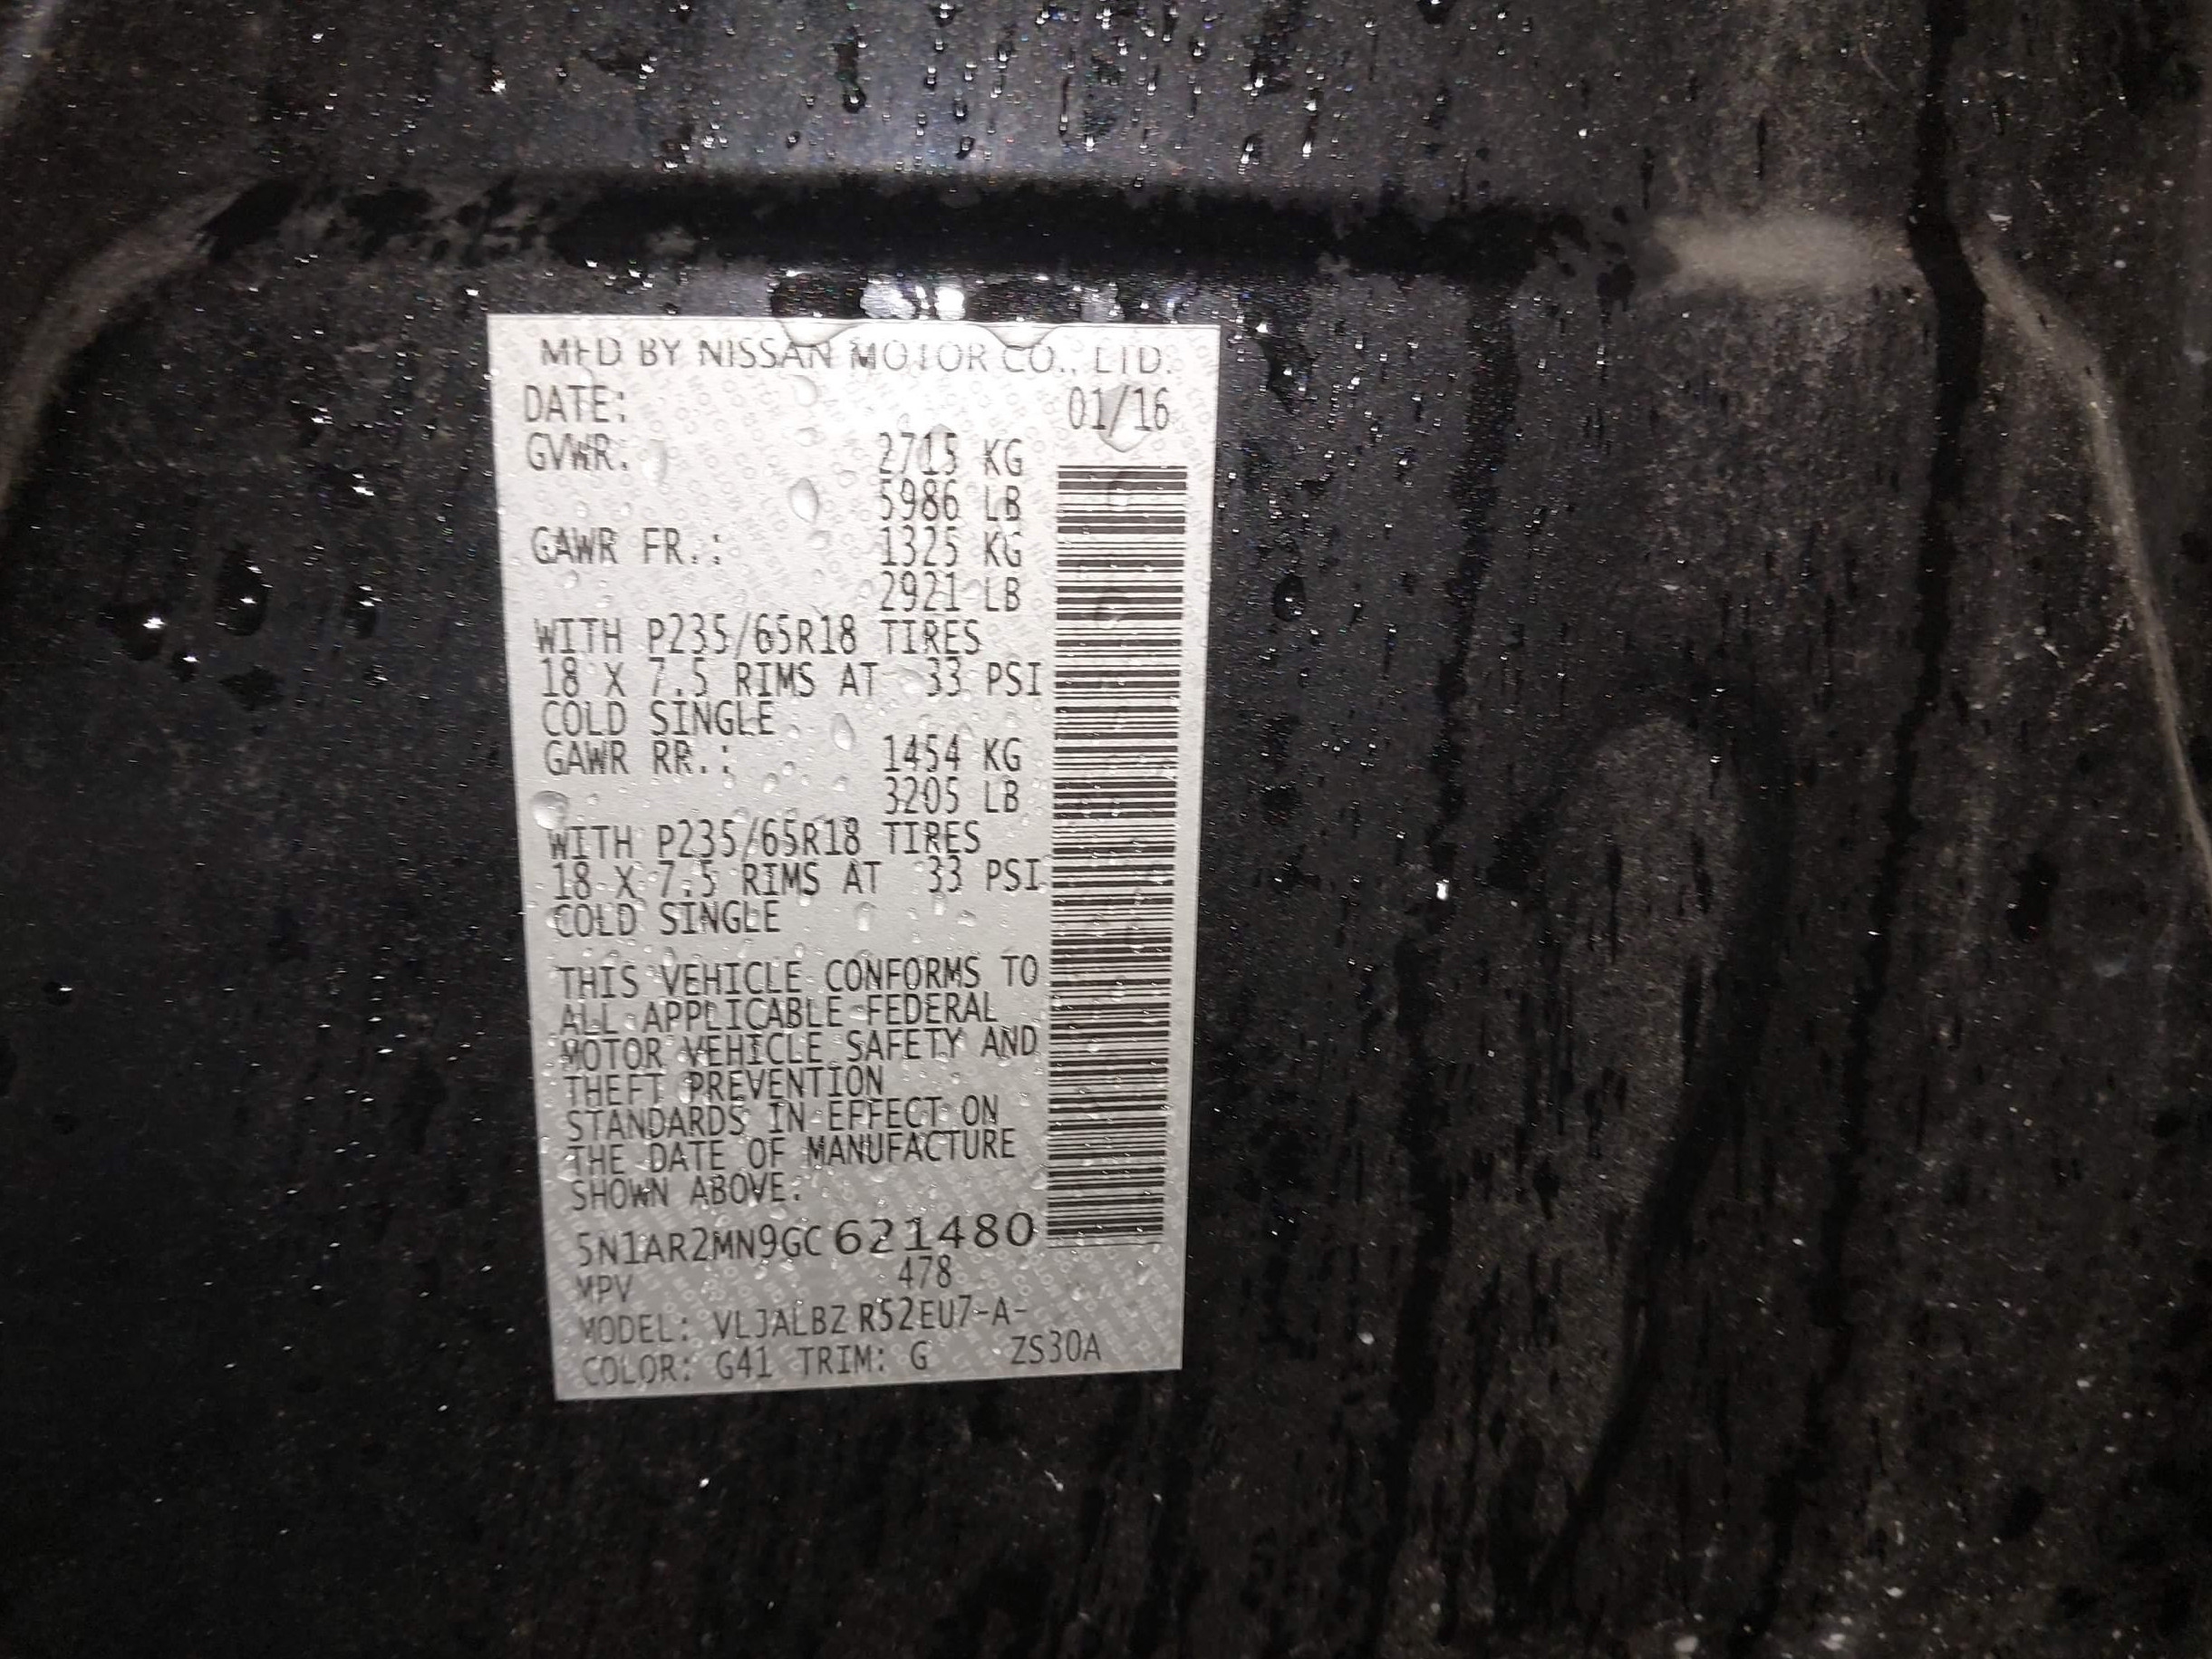 MFD BY NISSAN MOTOR CO., LTD.
DATE: 01/16
GVWR: 2715 KG
5986 LB
GAWR FR.: 1325 KG
2921 LB
WITH P235/65R18 TIRES
18 X 7.5 RIMS AT 33 PSI
COLD SINGLE
GAWR RR.: 1454 KG
3205 LB
WITH P235/65R18 TIRES
18 X 7.5 RIMS AT 33 PSI
COLD SINGLE
THIS VEHICLE CONFORMS TO
ALL APPLICABLE FEDERAL
MOTOR VEHICLE SAFETY AND
THEFT PREVENTION
STANDARDS IN EFFECT ON
THE DATE OF MANUFACTURE
SHOWN ABOVE.
5N1AR2MN9GC621480
MPV 478
MODEL: VLJALBZ R52EU7-A-
COLOR: G41 TRIM: G ZS30A